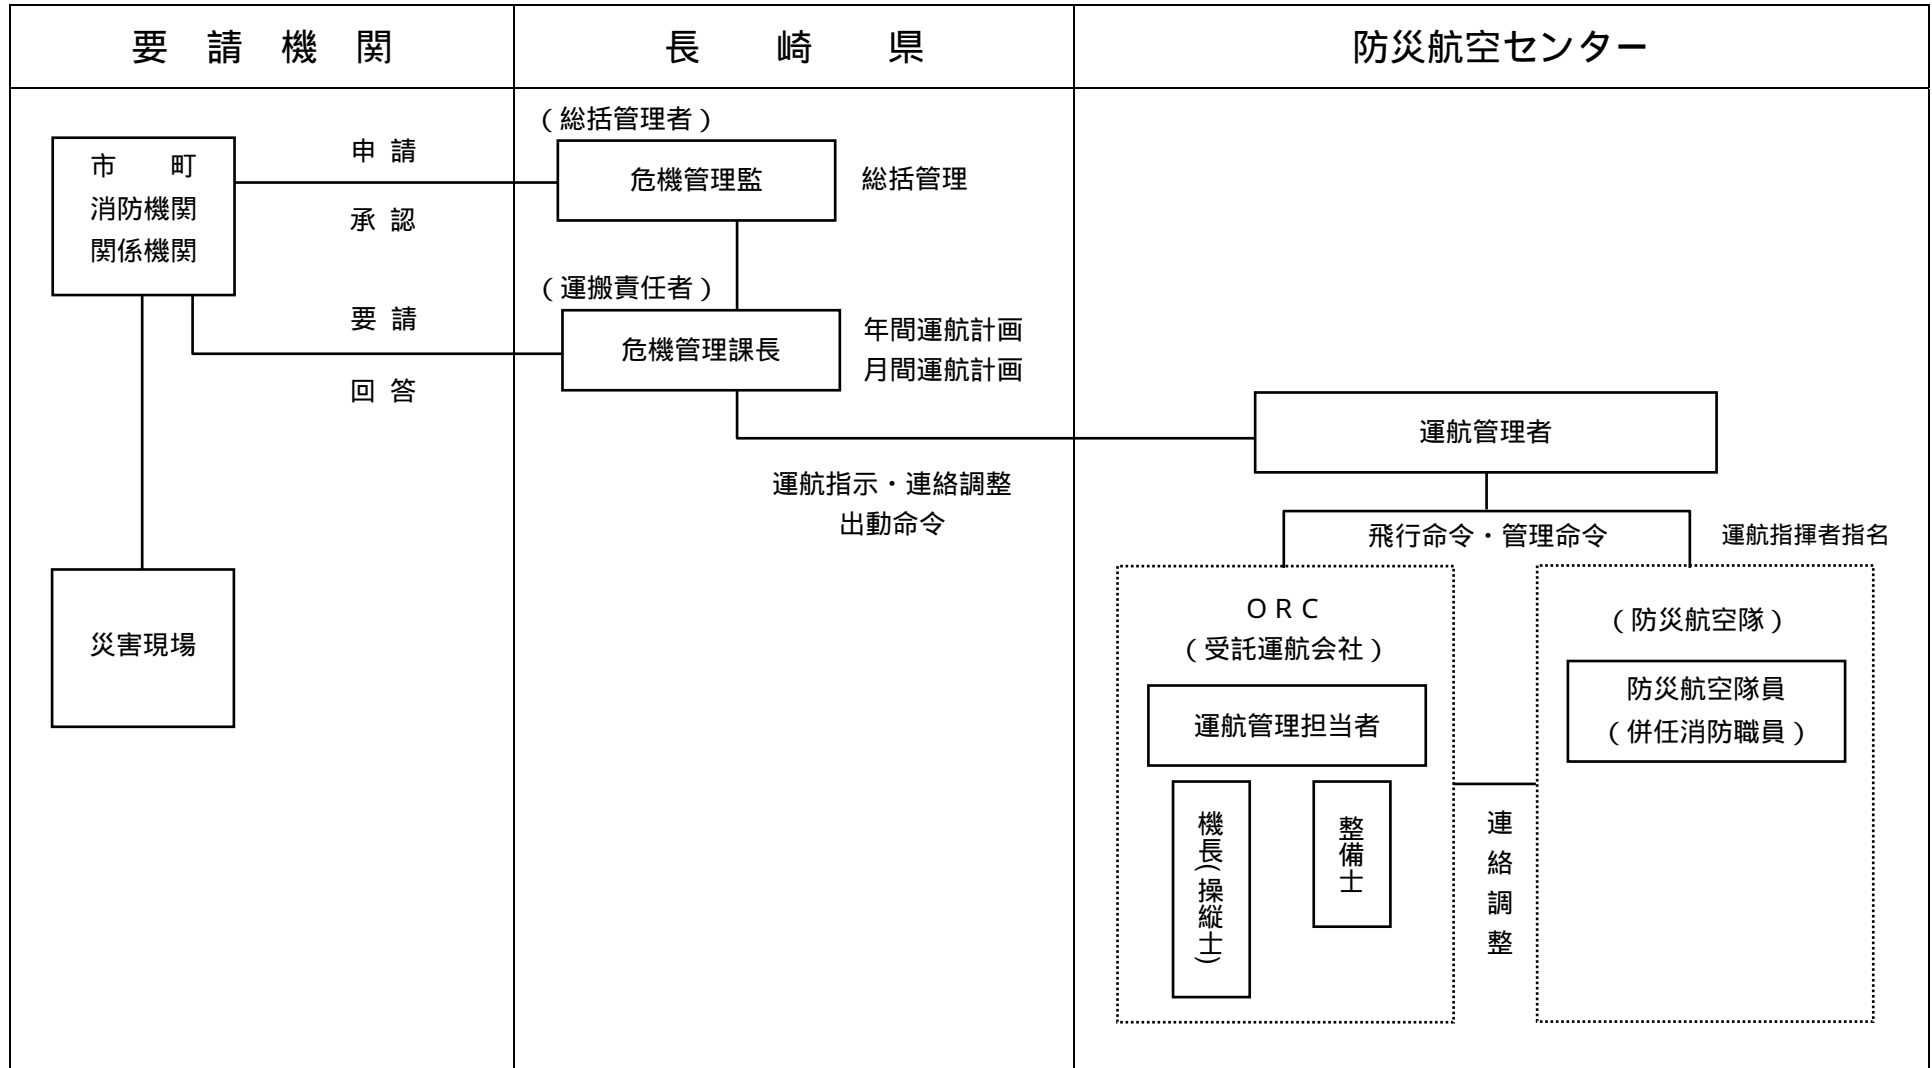 要 請 機 関
長 崎 県
防災航空センター
市 町
消防機関
関係機関
申 請
承 認
要 請
回 答
災害現場
(総括管理者)
危機管理監
総括管理
(運搬責任者)
危機管理課長
年間運航計画
月間運航計画
運航指示・連絡調整
出動命令
運航管理者
飛行命令・管理命令
運航指揮者指名
ORC
(受託運航会社)
運航管理担当者
機長(操縦士)
整備士
連絡調整
(防災航空隊)
防災航空隊員
(併任消防職員)